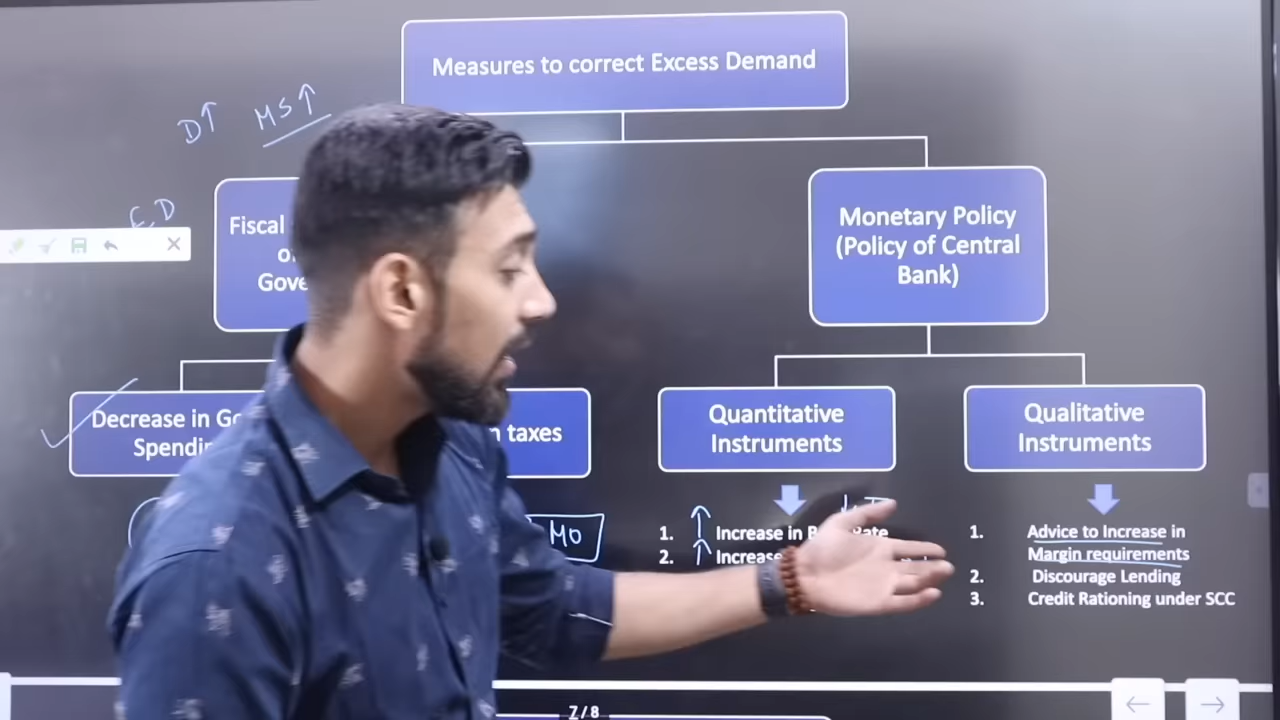 Measures to correct Excess Demand
D↑ MS↑
Fiscal
Gove
Monetary Policy
(Policy of Central
Bank)
Decrease in Go
Spendin
n taxes
Quantitative
Instruments
Qualitative
Instruments
MO
1. ↑ Increase in B Rate
2. ↑ Increase
1. Advice to Increase in
Margin requirements
2. Discourage Lending
3. Credit Rationing under SCC
7/8